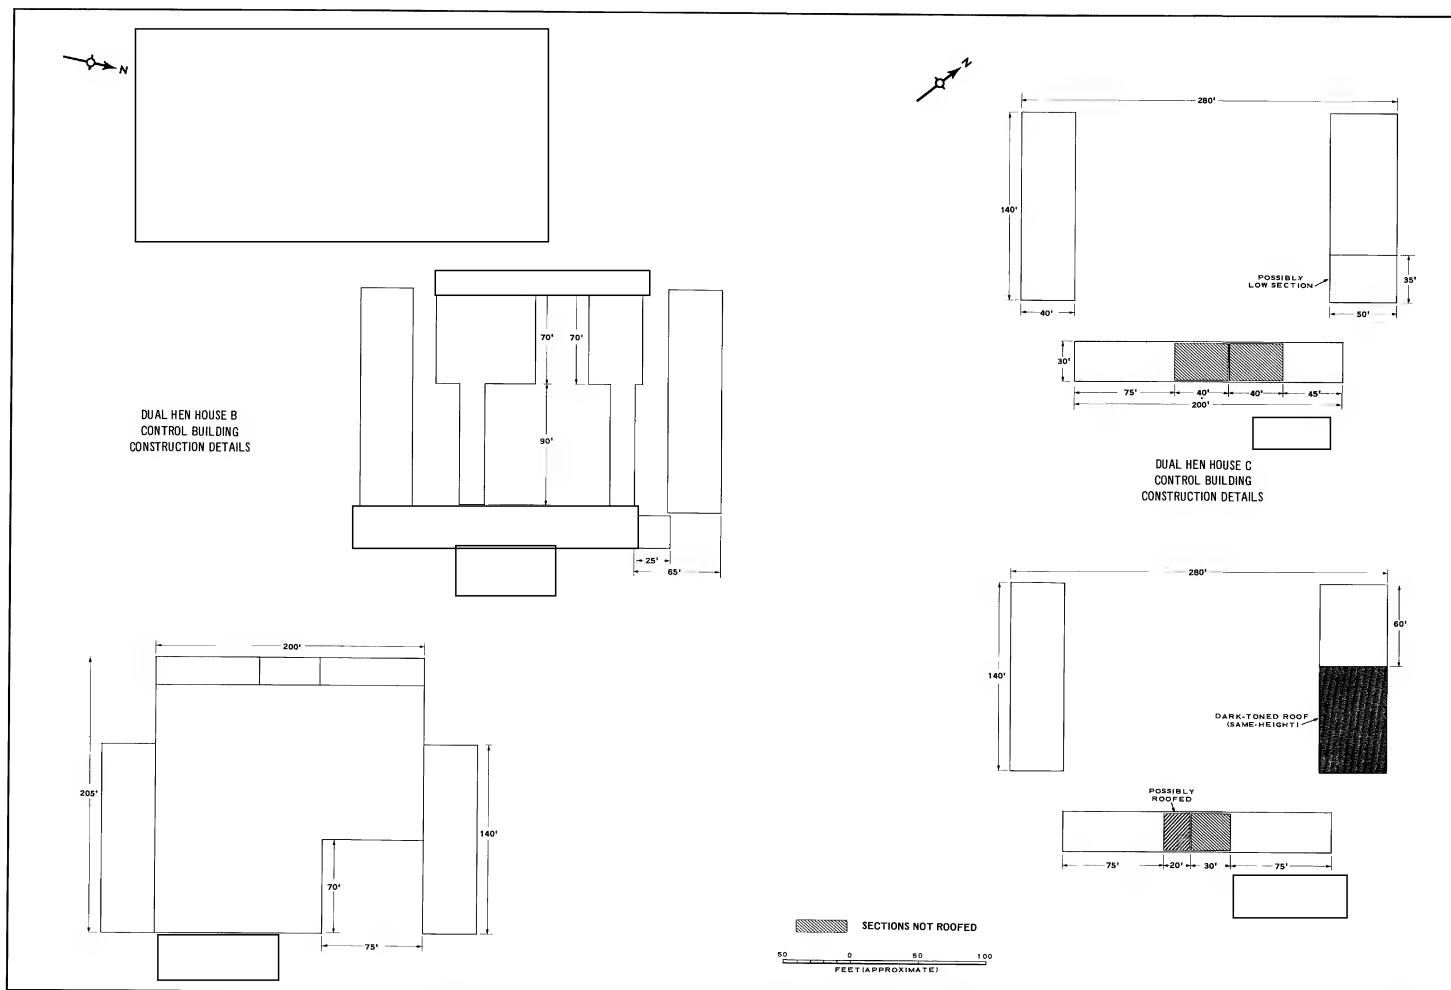 N
N
280'
140'
POSSIBLY
LOW SECTION
35'
40'
50'
70'
70'
30'
75'
40'
40'
45'
200'
DUAL HEN HOUSE B
CONTROL BUILDING
CONSTRUCTION DETAILS
90'
DUAL HEN HOUSE C
CONTROL BUILDING
CONSTRUCTION DETAILS
25'
65'
280'
60'
200'
140'
DARK-TONED ROOF
(SAME-HEIGHT)
205'
POSSIBLY
ROOFED
140'
70'
75'
20'
30'
75'
75'
SECTIONS NOT ROOFED
50 0 50 100
FEET (APPROXIMATE)